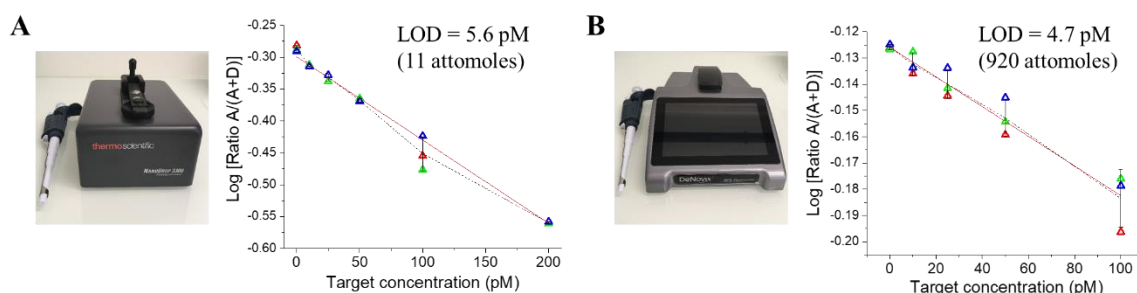 A
thermoscientific
NANODROP 3300
LOD = 5.6 pM
(11 attomoles)
Log [Ratio A/(A+D)]
-0.25
-0.30
-0.35
-0.40
-0.45
-0.50
-0.55
-0.60
0
50
100
150
200
Target concentration (pM)
B
DeNovix
LOD = 4.7 pM
(920 attomoles)
Log [Ratio A/(A+D)]
-0.12
-0.13
-0.14
-0.15
-0.16
-0.17
-0.18
-0.19
-0.20
0
20
40
60
80
100
Target concentration (pM)